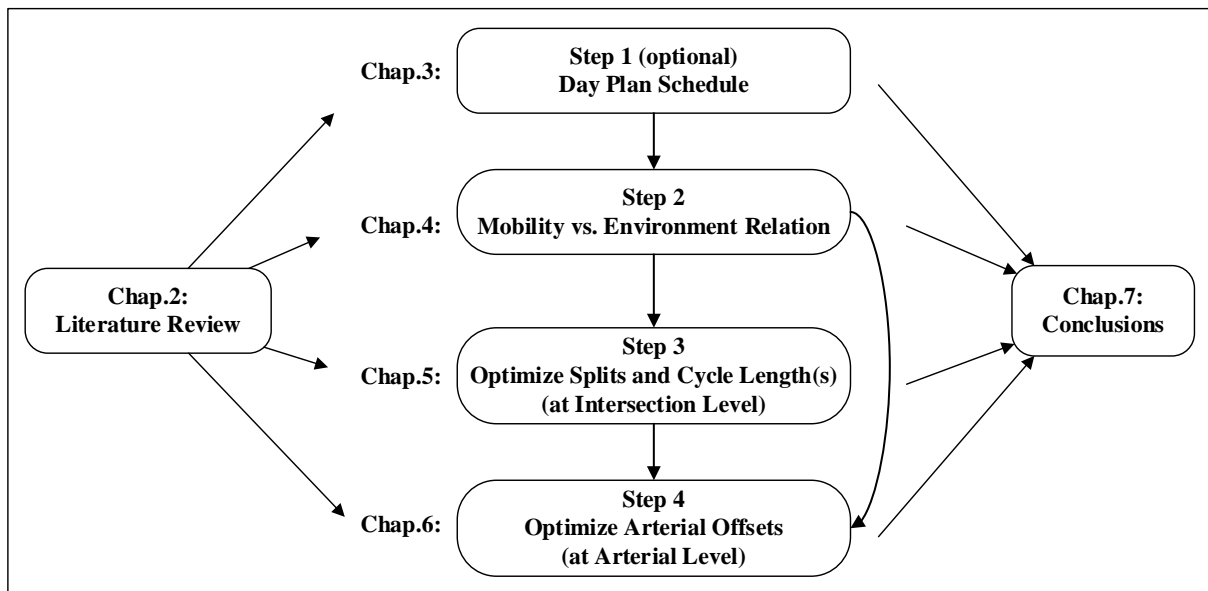 Chap.3:
Step 1 (optional)
Day Plan Schedule
Chap.4:
Step 2
Mobility vs. Environment Relation
Chap.2:
Literature Review
Chap.5:
Step 3
Optimize Splits and Cycle Length(s)
(at Intersection Level)
Chap.6:
Step 4
Optimize Arterial Offsets
(at Arterial Level)
Chap.7:
Conclusions